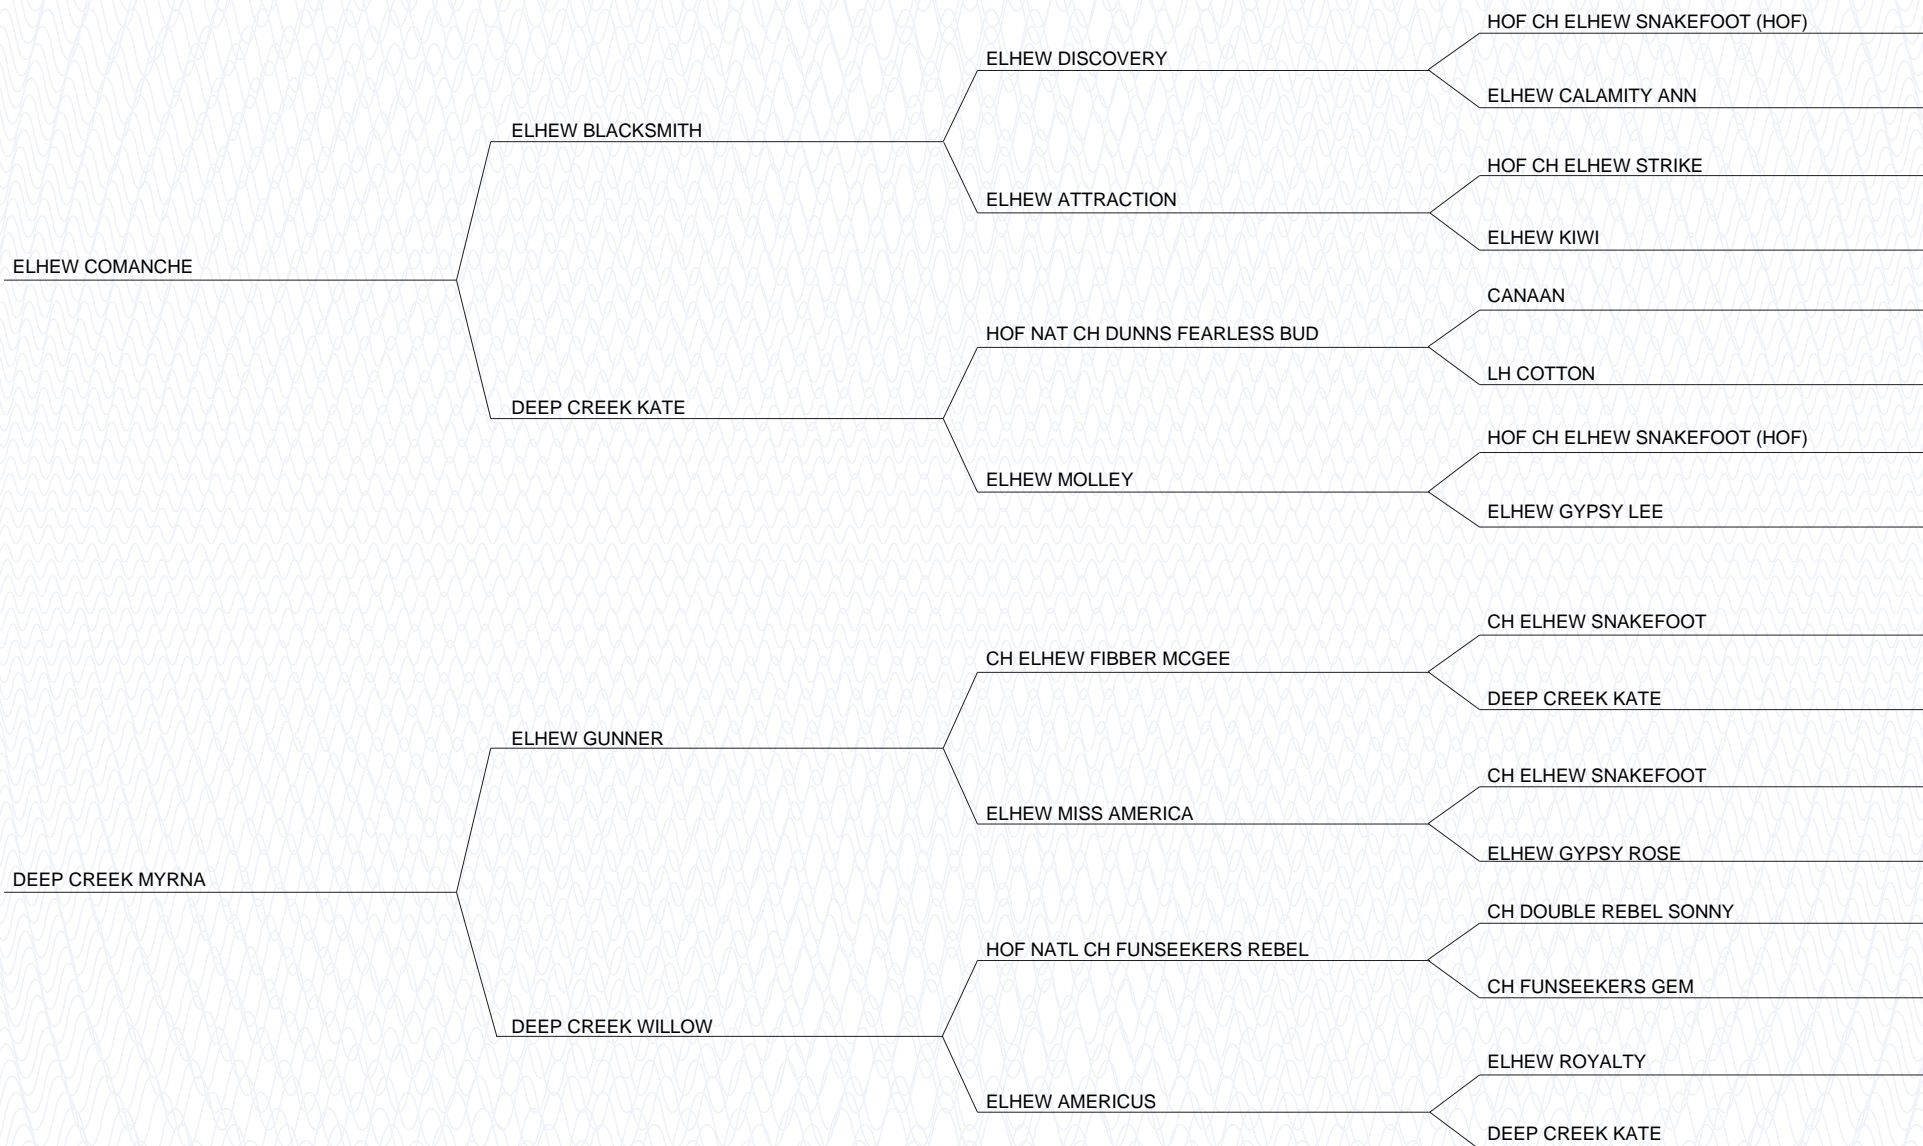 HOF CH ELHEW SNAKEFOOT (HOF)
ELHEW DISCOVERY
ELHEW CALAMITY ANN
ELHEW BLACKSMITH
HOF CH ELHEW STRIKE
ELHEW ATTRACTION
ELHEW KIWI
ELHEW COMANCHE
CANAAN
HOF NAT CH DUNNS FEARLESS BUD
LH COTTON
DEEP CREEK KATE
HOF CH ELHEW SNAKEFOOT (HOF)
ELHEW MOLLEY
ELHEW GYPSY LEE
CH ELHEW SNAKEFOOT
CH ELHEW FIBBER MCGEE
DEEP CREEK KATE
ELHEW GUNNER
CH ELHEW SNAKEFOOT
ELHEW MISS AMERICA
ELHEW GYPSY ROSE
DEEP CREEK MYRNA
CH DOUBLE REBEL SONNY
HOF NATL CH FUNSEEKERS REBEL
CH FUNSEEKERS GEM
DEEP CREEK WILLOW
ELHEW ROYALTY
ELHEW AMERICUS
DEEP CREEK KATE